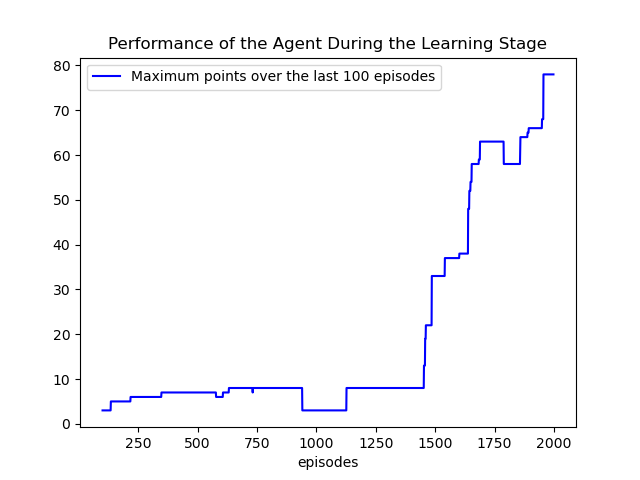 Performance of the Agent During the Learning Stage
Maximum points over the last 100 episodes
80
70
60
50
40
30
20
10
0
250 500 750 1000 1250 1500 1750 2000
episodes